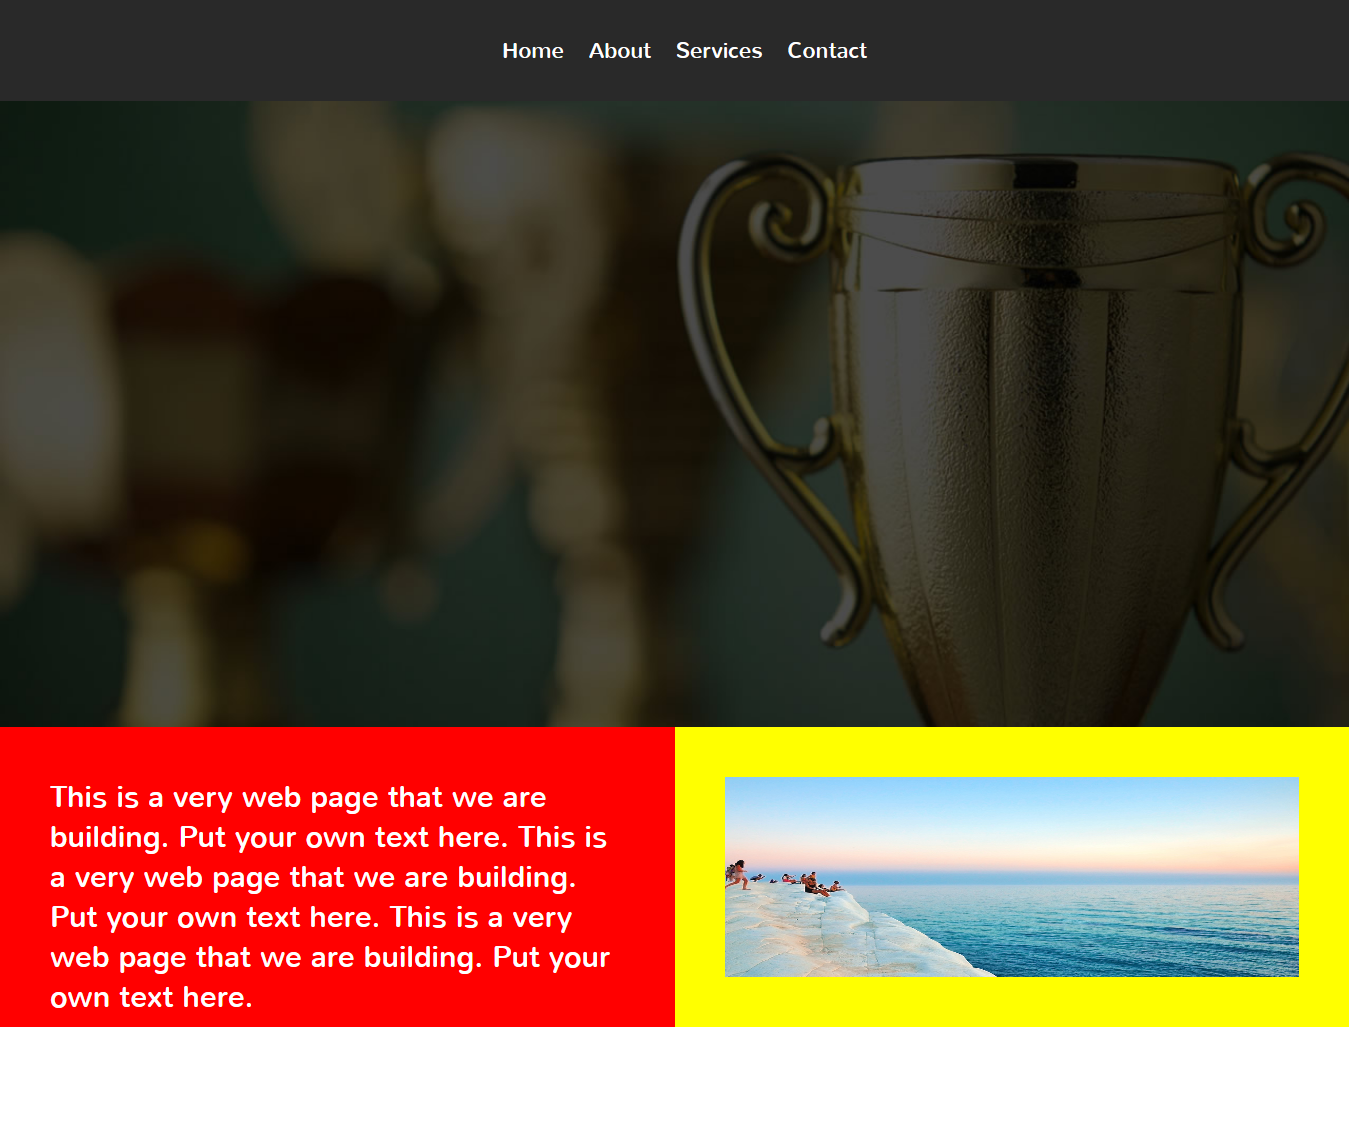 Home About Services Contact
This is a very web page that we are
building. Put your own text here. This is
a very web page that we are building.
Put your own text here. This is a very
web page that we are building. Put your
own text here.